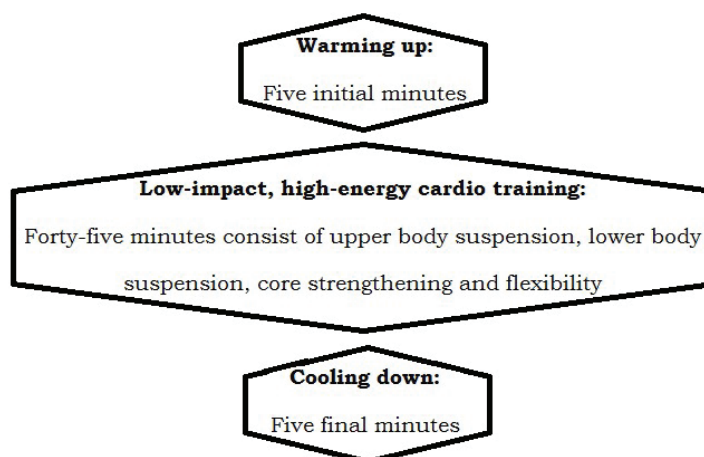 Warming up:
Five initial minutes
Low-impact, high-energy cardio training:
Forty-five minutes consist of upper body suspension, lower body
suspension, core strengthening and flexibility
Cooling down:
Five final minutes